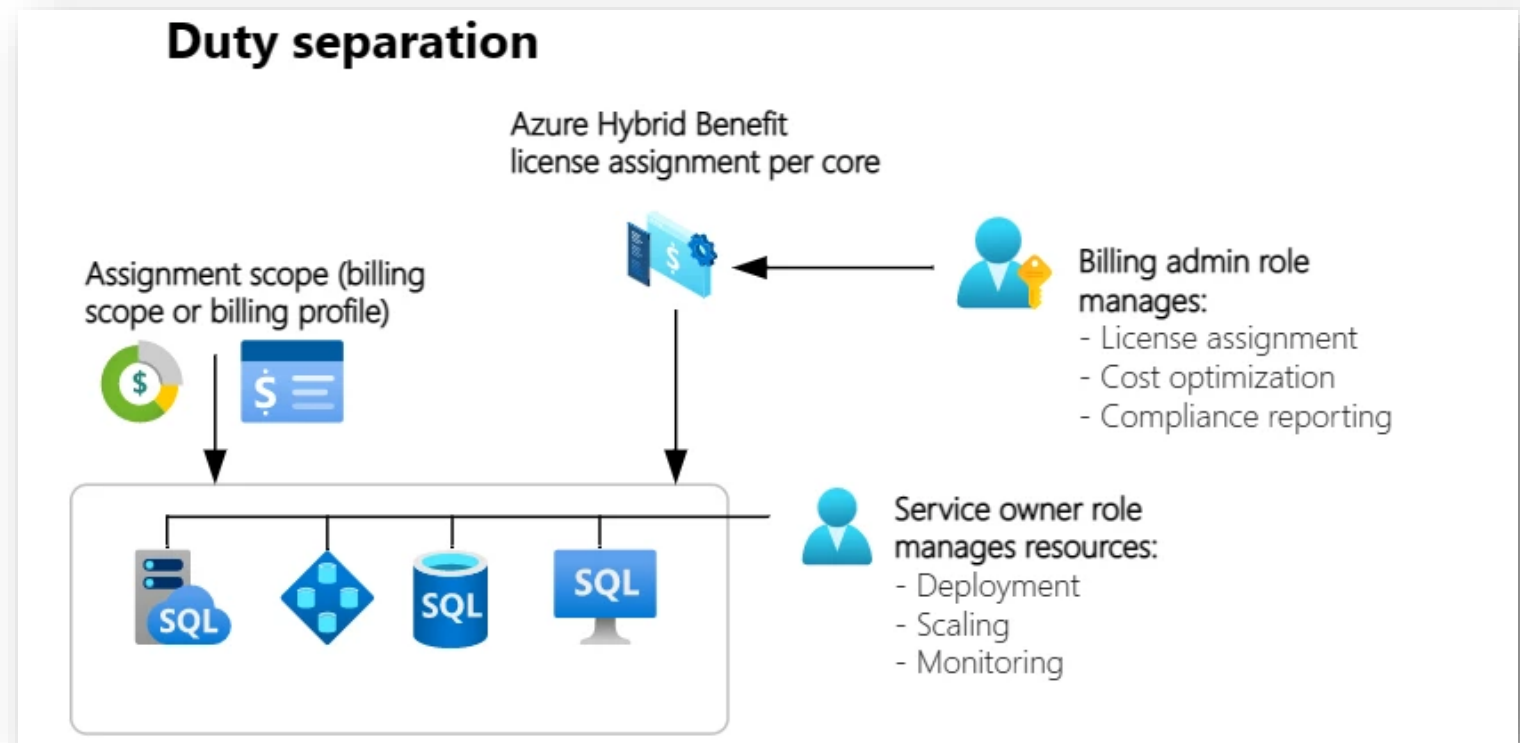 Duty separation
Azure Hybrid Benefit
license assignment per core
Assignment scope (billing
scope or billing profile)
$
$
$
Billing admin role
manages:
- License assignment
- Cost optimization
- Compliance reporting
Service owner role
manages resources:
- Deployment
- Scaling
- Monitoring
SQL
SQL
SQL